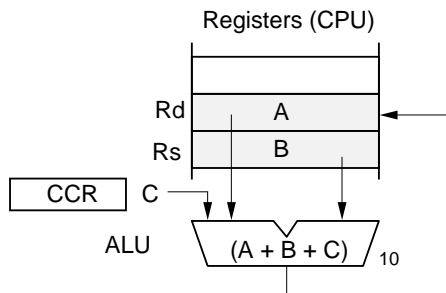 Registers (CPU)
Rd A
Rs B
CCR C
ALU (A + B + C) 10